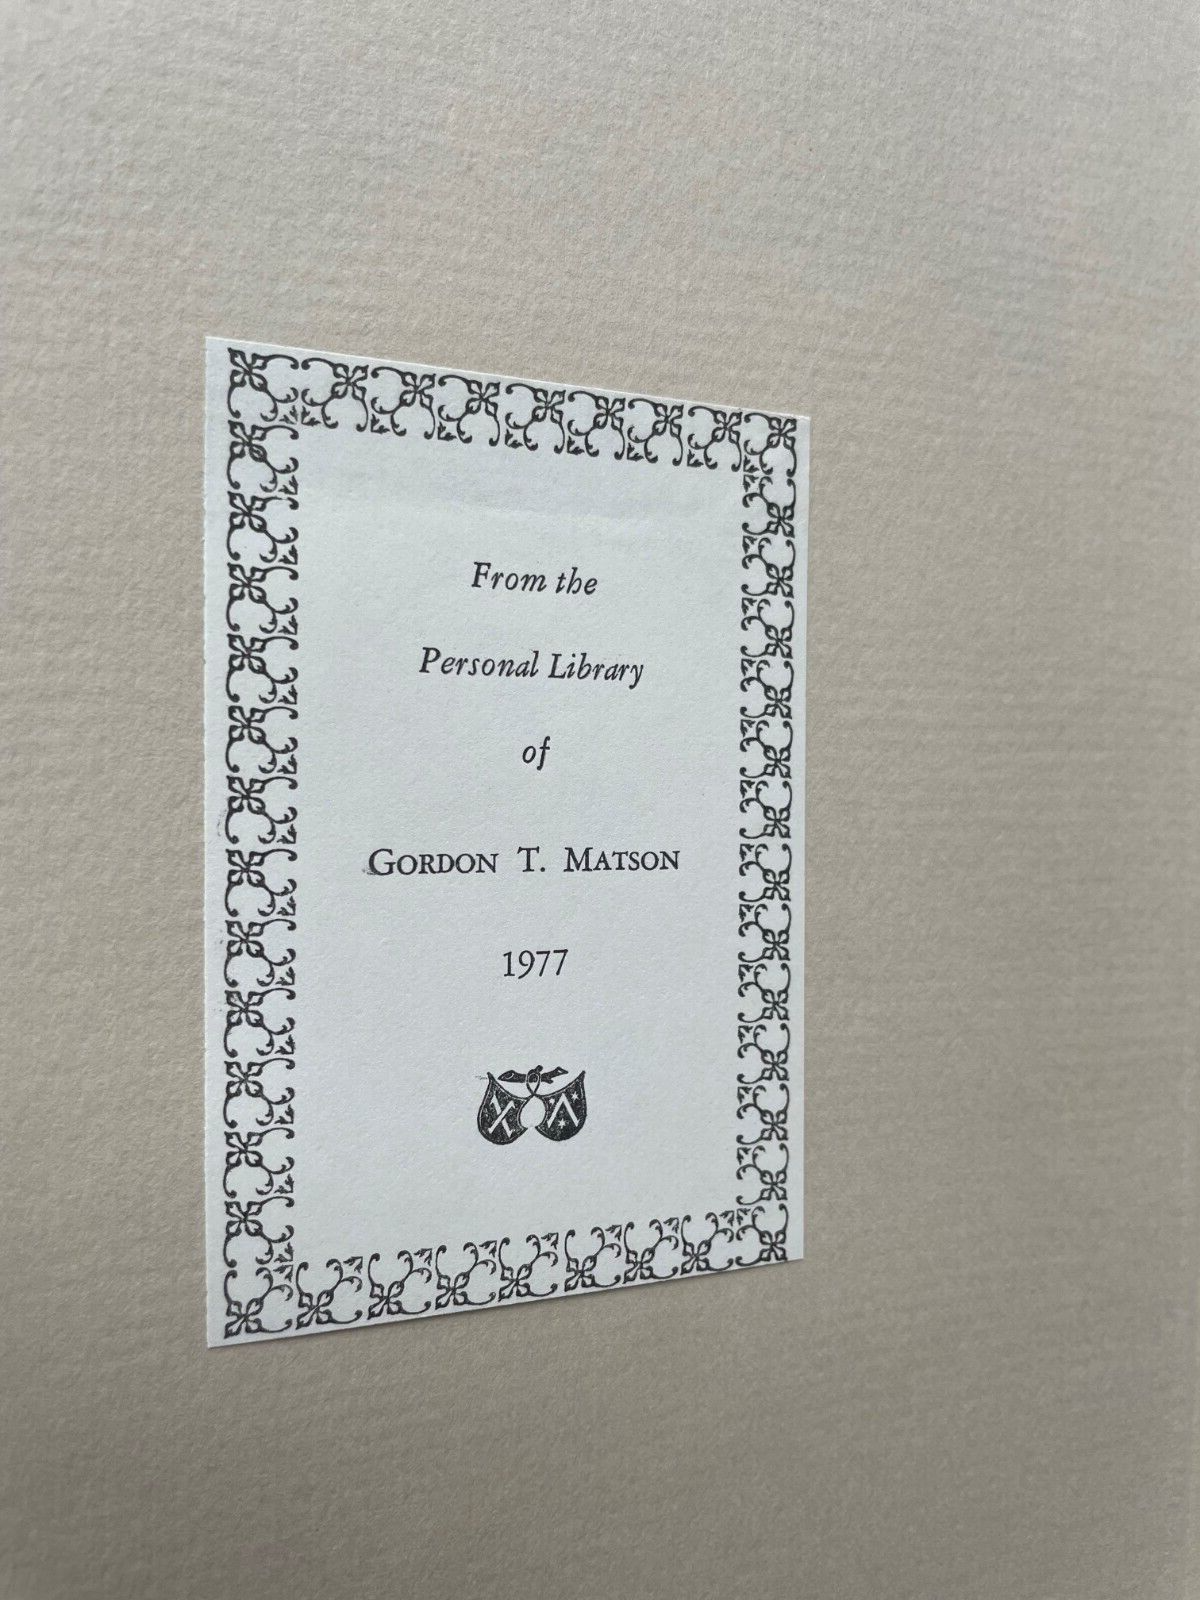 From the
Personal Library
of
GORDON T. MATSON
1977